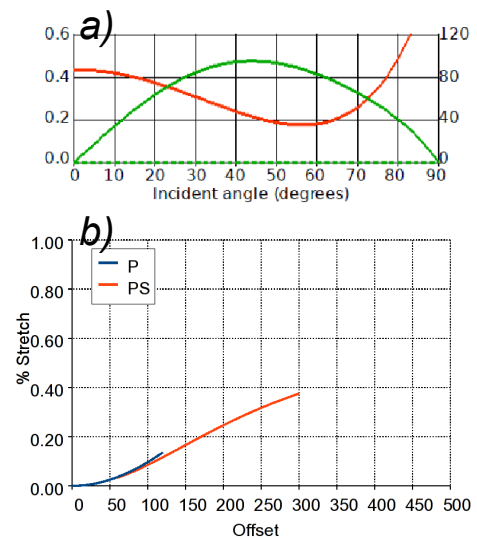 a)
0.6 120
0.4 80
0.2 40
0.0 0
0 10 20 30 40 50 60 70 80 90
Incident angle (degrees)
b)
1.00
P
PS
0.80
0.60
% Stretch
0.40
0.20
0.00
0 50 100 150 200 250 300 350 400 450 500
Offset